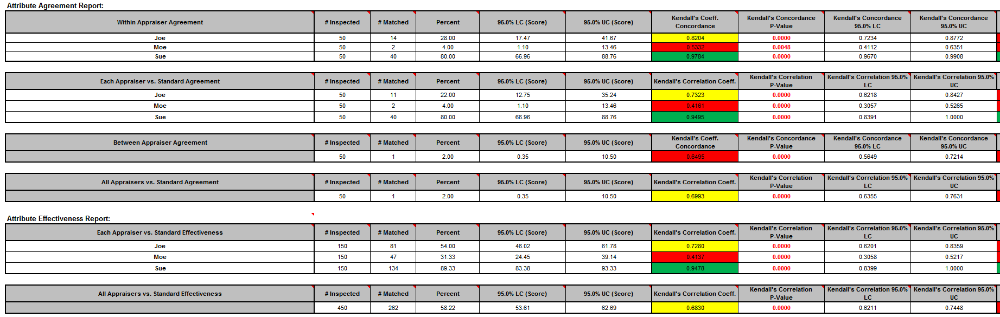 Attribute Agreement Report:
Within Appraiser Agreement # Inspected # Matched Percent 95.0% LC (Score) 95.0% UC (Score) Kendall's Coeff. Concordance Kendall's Concordance P-Value Kendall's Concordance 95.0% LC Kendall's Concordance 95.0% UC
Joe 50 14 28.00 17.47 41.67 0.8204 0.0000 0.7234 0.8772
Moe 50 2 4.00 1.10 13.46 0.5332 0.0048 0.4112 0.6351
Sue 50 40 80.00 66.96 88.76 0.9784 0.0000 0.9670 0.9908
Each Appraiser vs. Standard Agreement # Inspected # Matched Percent 95.0% LC (Score) 95.0% UC (Score) Kendall's Correlation Coeff. Kendall's Correlation P-Value Kendall's Correlation 95.0% LC Kendall's Correlation 95.0% UC
Joe 50 11 22.00 12.75 35.24 0.7323 0.0000 0.6218 0.8427
Moe 50 2 4.00 1.10 13.46 0.4161 0.0000 0.3057 0.5265
Sue 50 40 80.00 66.96 88.76 0.9495 0.0000 0.8391 1.0000
Between Appraiser Agreement # Inspected # Matched Percent 95.0% LC (Score) 95.0% UC (Score) Kendall's Coeff. Concordance Kendall's Concordance P-Value Kendall's Concordance 95.0% LC Kendall's Concordance 95.0% UC
50 1 2.00 0.35 10.50 0.6495 0.0000 0.5649 0.7214
All Appraisers vs. Standard Agreement # Inspected # Matched Percent 95.0% LC (Score) 95.0% UC (Score) Kendall's Correlation Coeff. Kendall's Correlation P-Value Kendall's Correlation 95.0% LC Kendall's Correlation 95.0% UC
50 1 2.00 0.35 10.50 0.6993 0.0000 0.6355 0.7631
Attribute Effectiveness Report:
Each Appraiser vs. Standard Effectiveness # Inspected # Matched Percent 95.0% LC (Score) 95.0% UC (Score) Kendall's Correlation Coeff. Kendall's Correlation P-Value Kendall's Correlation 95.0% LC Kendall's Correlation 95.0% UC
Joe 150 81 54.00 46.02 61.78 0.7280 0.0000 0.6201 0.8359
Moe 150 47 31.33 24.45 39.14 0.4137 0.0000 0.3058 0.5217
Sue 150 134 89.33 83.38 93.33 0.9478 0.0000 0.8399 1.0000
All Appraisers vs. Standard Effectiveness # Inspected # Matched Percent 95.0% LC (Score) 95.0% UC (Score) Kendall's Correlation Coeff. Kendall's Correlation P-Value Kendall's Correlation 95.0% LC Kendall's Correlation 95.0% UC
450 262 58.22 53.61 62.69 0.6830 0.0000 0.6211 0.7448